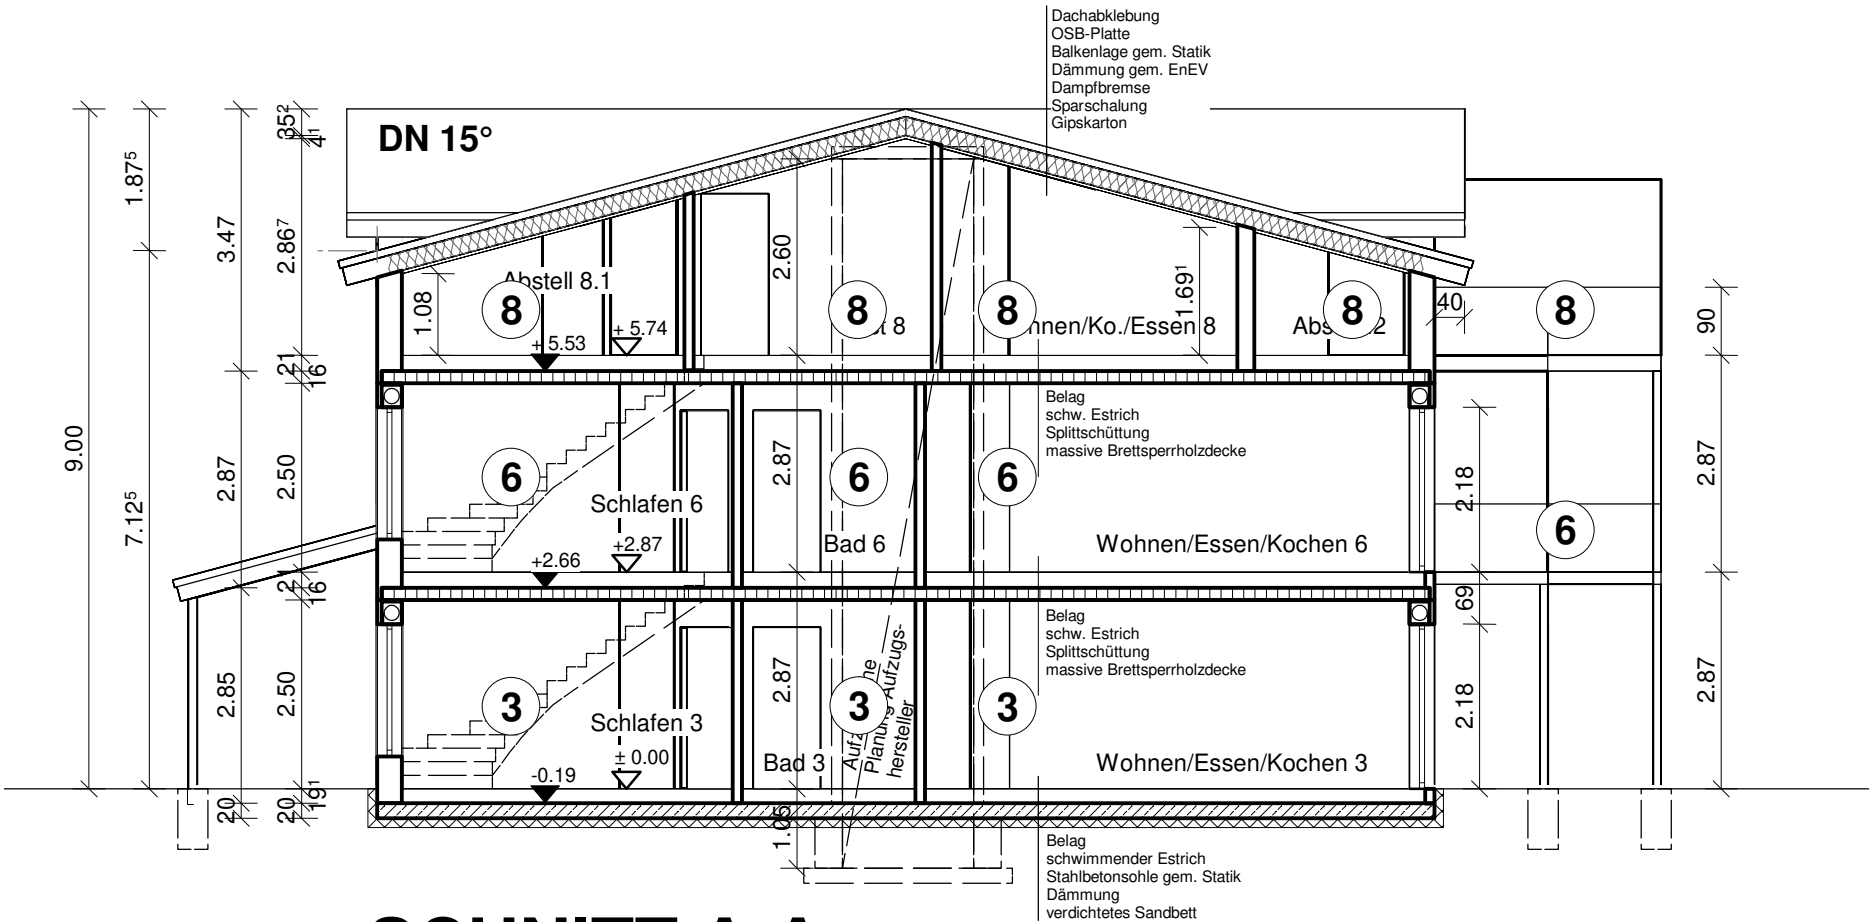 Dachabklebung
OSB-Platte
Balkenlage gem. Statik
Dämmung gem. EnEV
Dampfbremse
Sparschalung
Gipskarton
DN 15°
9.00
1.87⁵
7.12⁵
3.47
2.87
2.85
20
35²
4¹
2.86⁷
21
16
2.50
16
2.50
20
19¹
Abstell 8.1
1.08
8
+ 5.53
+ 5.74
2.60
8
8
8
8
1.69¹
40
90
Belag
schw. Estrich
Splittschüttung
massive Brettsperrholzdecke
6
Schlafen 6
+2.66
+2.87
2.87
6
Bad 6
6
Wohnen/Essen/Kochen 6
2.18
6
2.87
69
Belag
schw. Estrich
Splittschüttung
massive Brettsperrholzdecke
3
Schlafen 3
-0.19
± 0.00
2.87
3
Bad 3
Planung Aufzugs-
hersteller
3
Wohnen/Essen/Kochen 3
2.18
2.87
1.05
Belag
schwimmender Estrich
Stahlbetonsohle gem. Statik
Dämmung
verdichtetes Sandbett